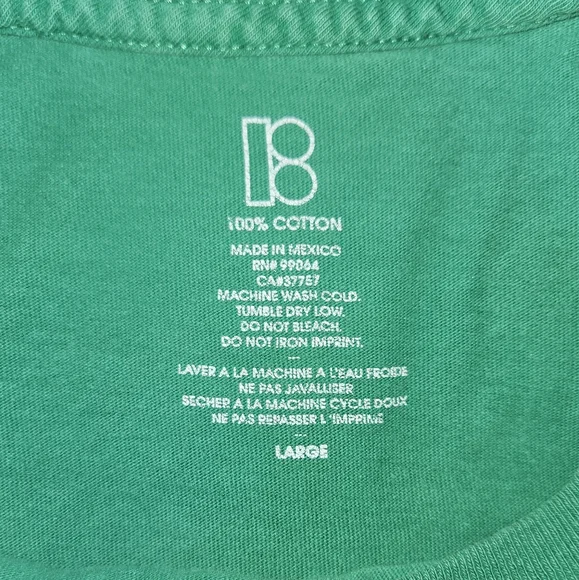 100% COTTON
MADE IN MEXICO
RN# 99064
CA#37757
MACHINE WASH COLD.
TUMBLE DRY LOW.
DO NOT BLEACH.
DO NOT IRON IMPRINT.
---
LAVER A LA MACHINE A L'EAU FROIDE
NE PAS JAVALLISER
SECHER A LA MACHINE CYCLE DOUX
NE PAS REPASSER L'IMPRIME
---
LARGE